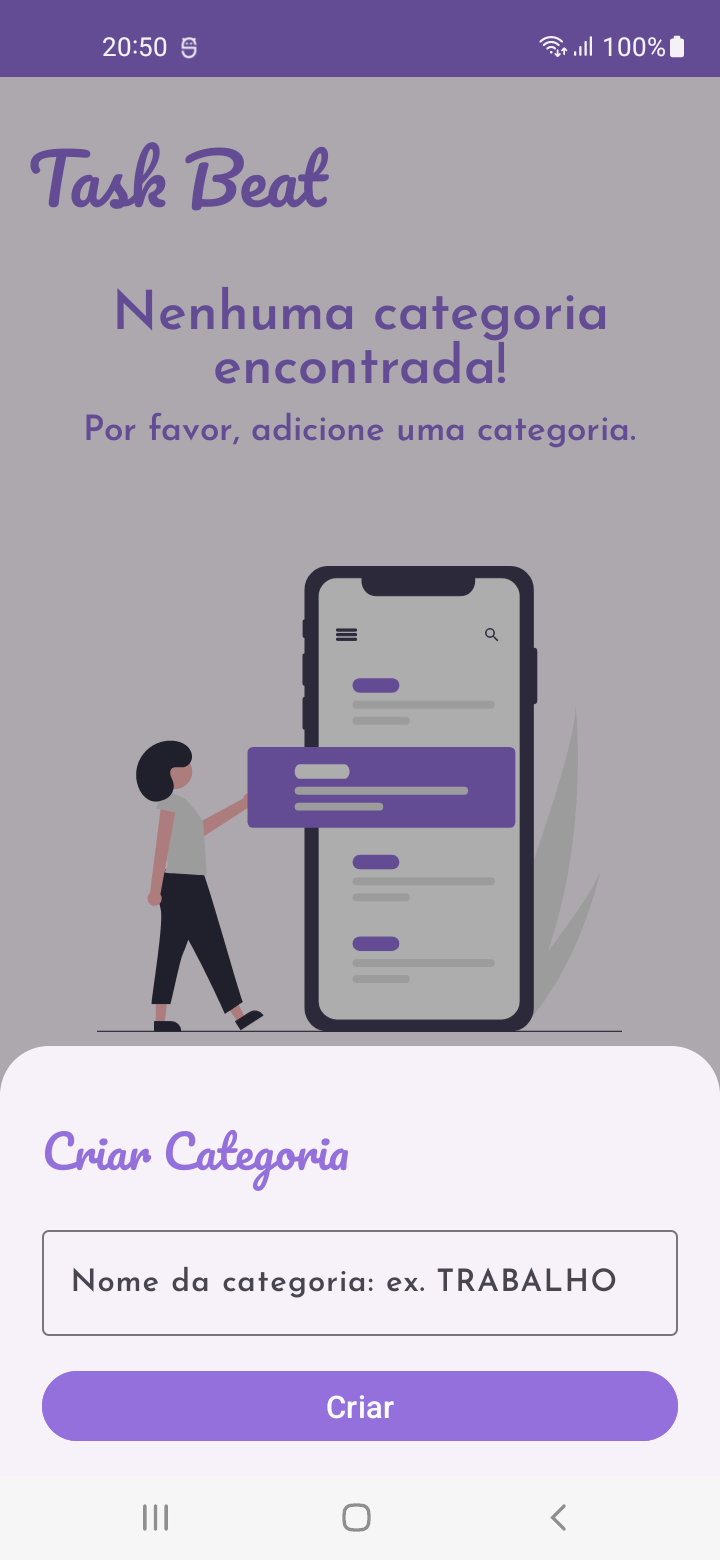 20:50
100%
Task Beat
Nenhuma categoria
encontrada!
Por favor, adicione uma categoria.
Criar Categoria
Nome da categoria: ex. TRABALHO
Criar